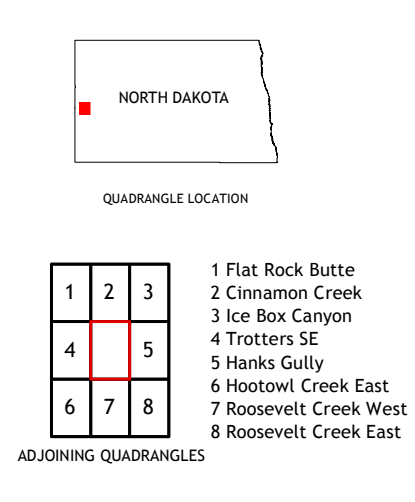 NORTH DAKOTA
QUADRANGLE LOCATION
1 2 3
4 5
6 7 8
ADJOINING QUADRANGLES
1 Flat Rock Butte
2 Cinnamon Creek
3 Ice Box Canyon
4 Trotters SE
5 Hanks Gully
6 Hootowl Creek East
7 Roosevelt Creek West
8 Roosevelt Creek East